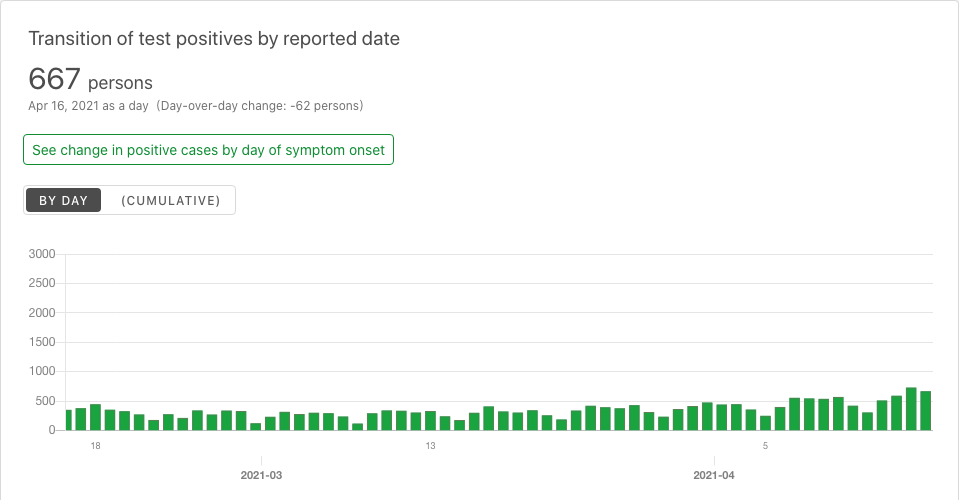 Transition of test positives by reported date
667 persons
Apr 16, 2021 as a day (Day-over-day change: -62 persons)
See change in positive cases by day of symptom onset
BY DAY (CUMULATIVE)
3000
2500
2000
1500
1000
500
0
18 13 5
2021-03 2021-04